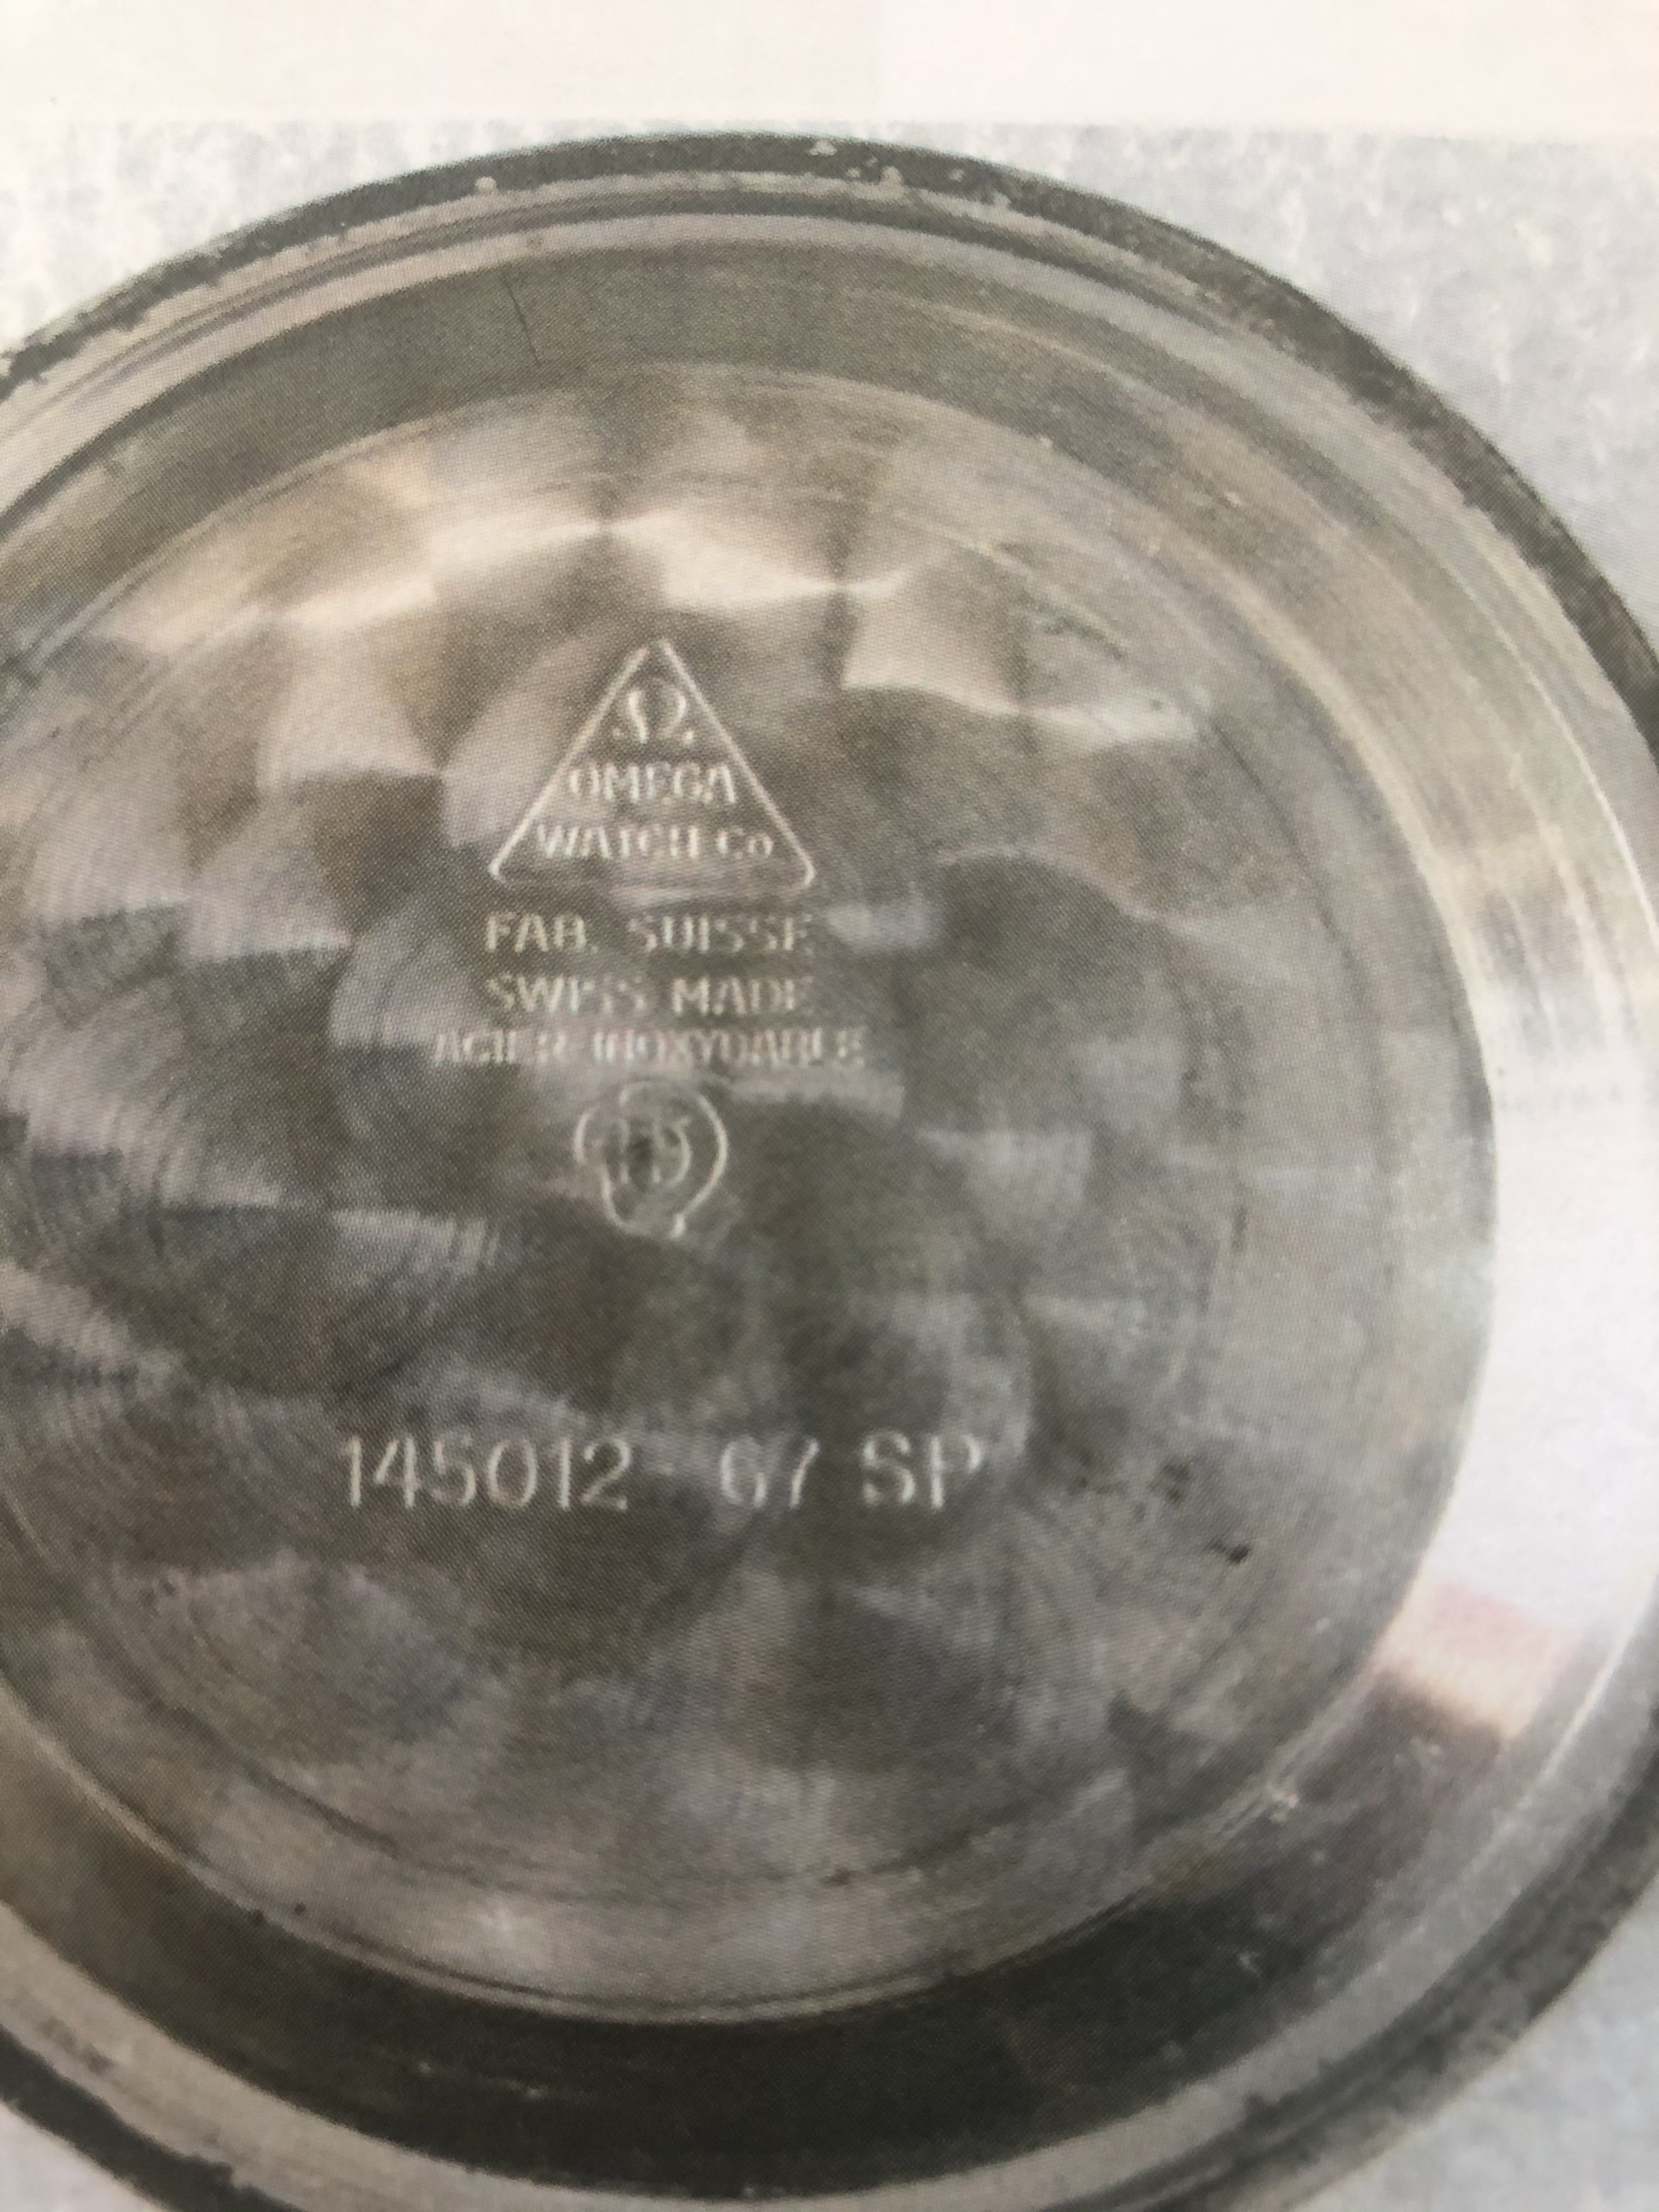 Ω
OMEGA
WATCH Co
FAB. SUISSE
SWISS MADE
ACIER INOXYDABLE
145012 67 SP